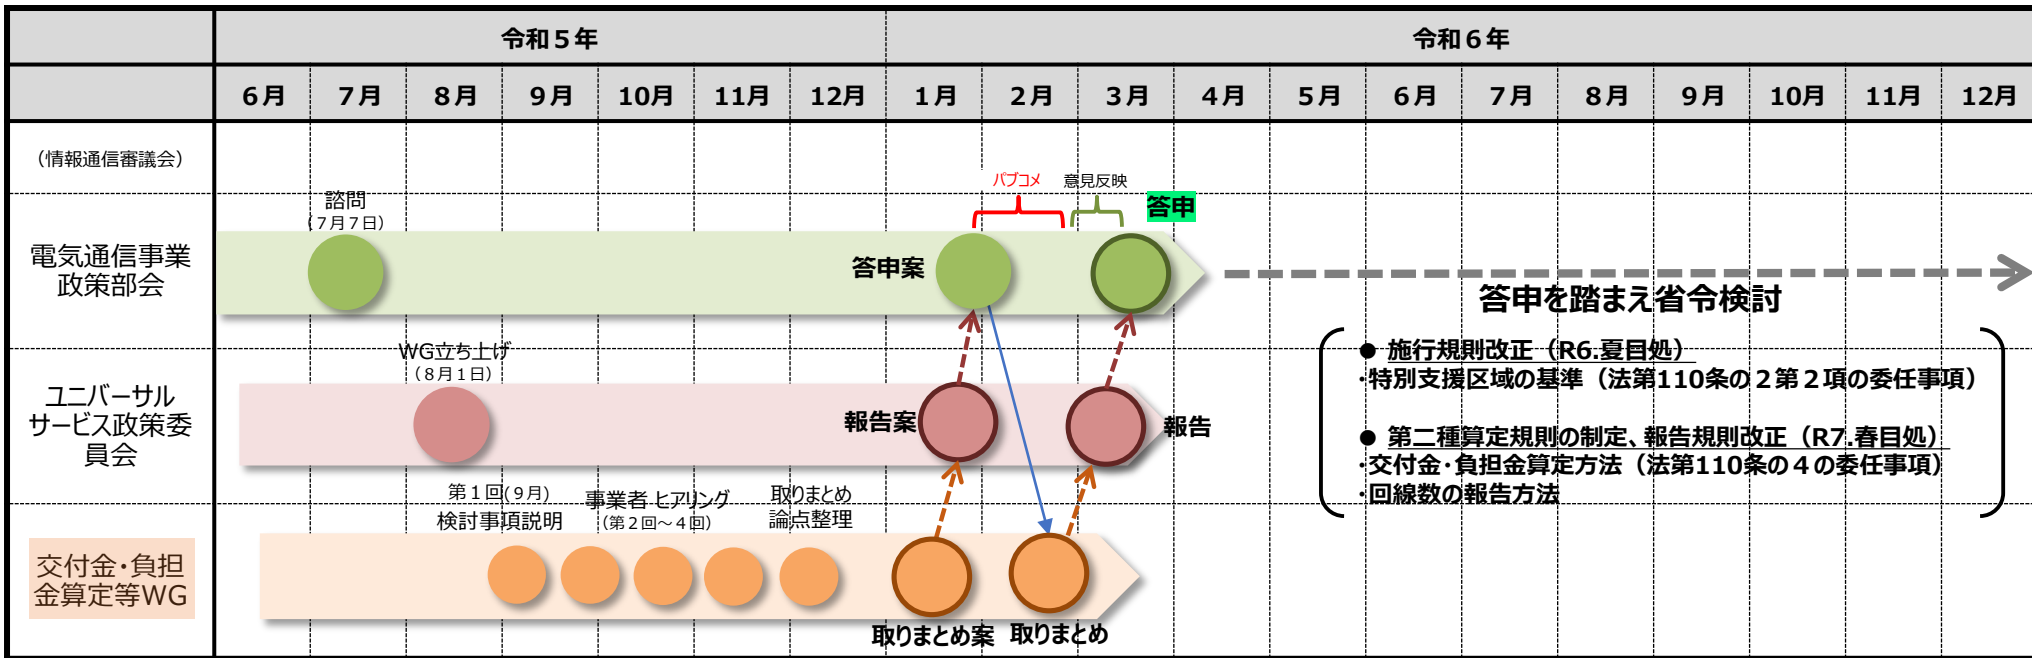 令和５年
令和６年
６月 ７月 ８月 ９月 10月 11月 12月 １月 ２月 ３月 ４月 ５月 ６月 ７月 ８月 ９月 10月 11月 12月
（情報通信審議会）
電気通信事業
政策部会
諮問
（７月７日）
答申案
パブコメ
意見反映
答申
答申を踏まえ省令検討
● 施行規則改正（R6.夏目処）
・特別支援区域の基準（法第110条の２第２項の委任事項）
● 第二種算定規則の制定、報告規則改正（R7.春目処）
・交付金・負担金算定方法（法第110条の４の委任事項）
・回線数の報告方法
ユニバーサル
サービス政策委
員会
WG立ち上げ
（８月１日）
報告案
報告
交付金・負担
金算定等WG
第１回(９月)
検討事項説明
事業者ヒアリング
（第２回～４回）
取りまとめ
論点整理
取りまとめ案
取りまとめ